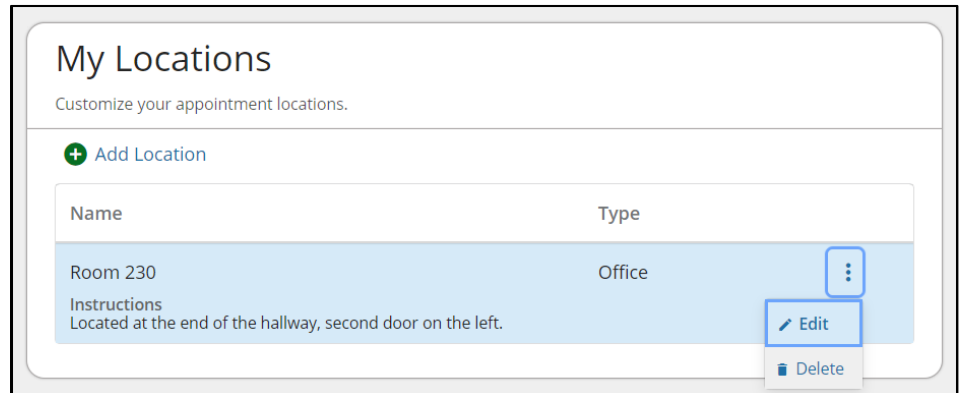 My Locations
Customize your appointment locations.
Add Location
Name Type
Room 230 Office
Instructions
Located at the end of the hallway, second door on the left.
Edit
Delete